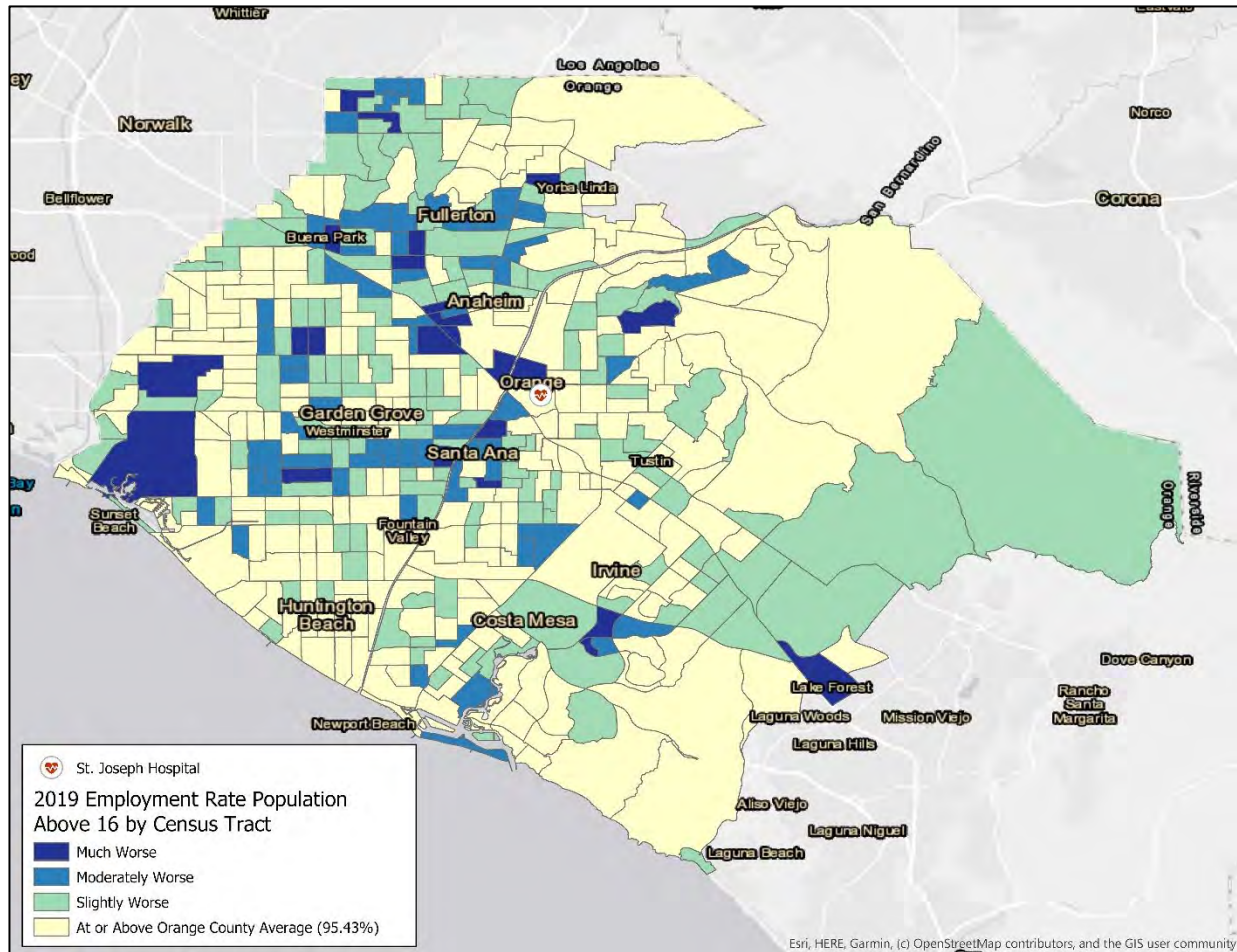 Whittier
Eastvale
Los Angeles
Orange
Norwalk
Norco
San Bernardino
Bellflower
Yorba Linda
Corona
Fullerton
Buena Park
Anaheim
Orange
Garden Grove
Westminster
Santa Ana
Tustin
Bay
Riverside
Orange
Sunset
Beach
Fountain
Valley
Irvine
Huntington
Beach
Costa Mesa
Dove Canyon
Lake Forest
Rancho
Santa
Margarita
Laguna Woods
Mission Viejo
Newport Beach
Laguna Hills
Aliso Viejo
Laguna Niguel
Laguna Beach
St. Joseph Hospital
2019 Employment Rate Population
Above 16 by Census Tract
Much Worse
Moderately Worse
Slightly Worse
At or Above Orange County Average (95.43%)
Esri, HERE, Garmin, (c) OpenStreetMap contributors, and the GIS user community